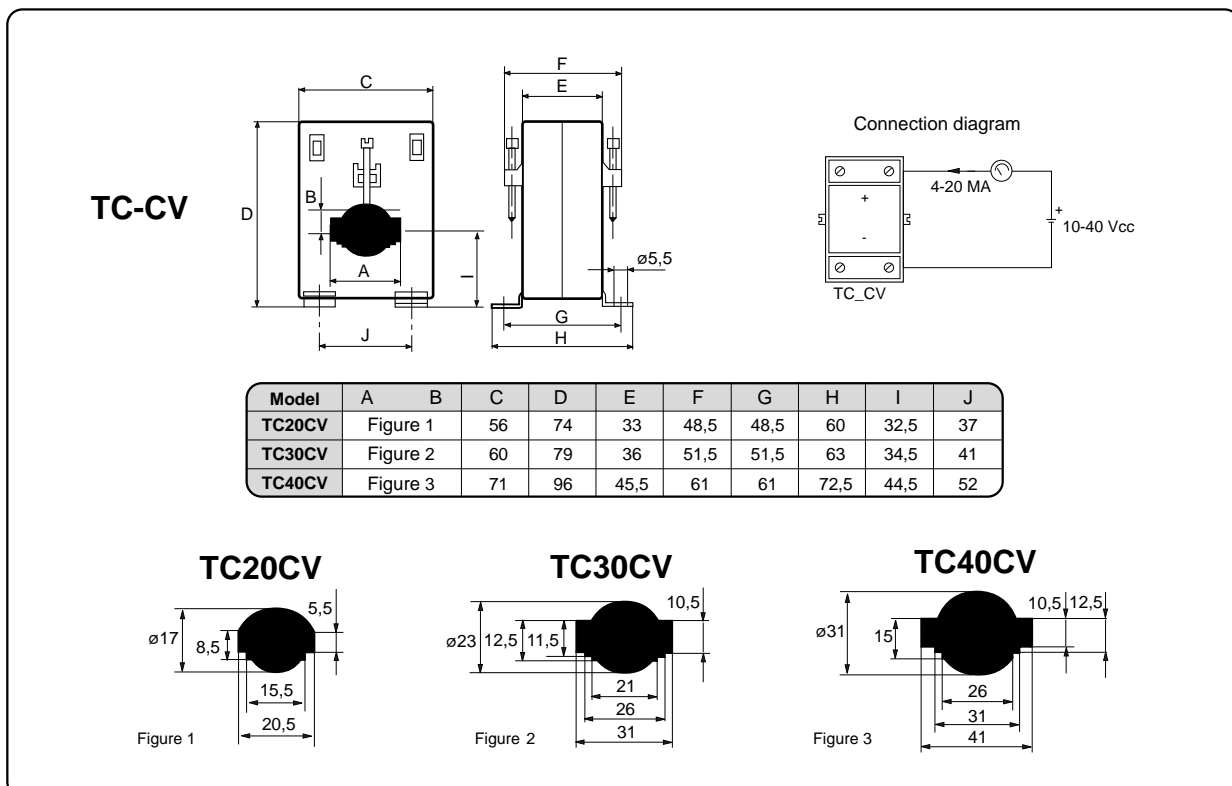 F
C
E
Connection diagram
TC-CV
D
B
A
I
J
ø5,5
G
H
4-20 MA
+
-
+
10-40 Vcc
TC_CV
Model A B C D E F G H I J
TC20CV Figure 1 56 74 33 48,5 48,5 60 32,5 37
TC30CV Figure 2 60 79 36 51,5 51,5 63 34,5 41
TC40CV Figure 3 71 96 45,5 61 61 72,5 44,5 52
TC20CV
5,5
ø17
8,5
15,5
20,5
Figure 1
TC30CV
10,5
ø23
12,5
11,5
21
26
31
Figure 2
TC40CV
10,5
12,5
ø31
15
26
31
41
Figure 3